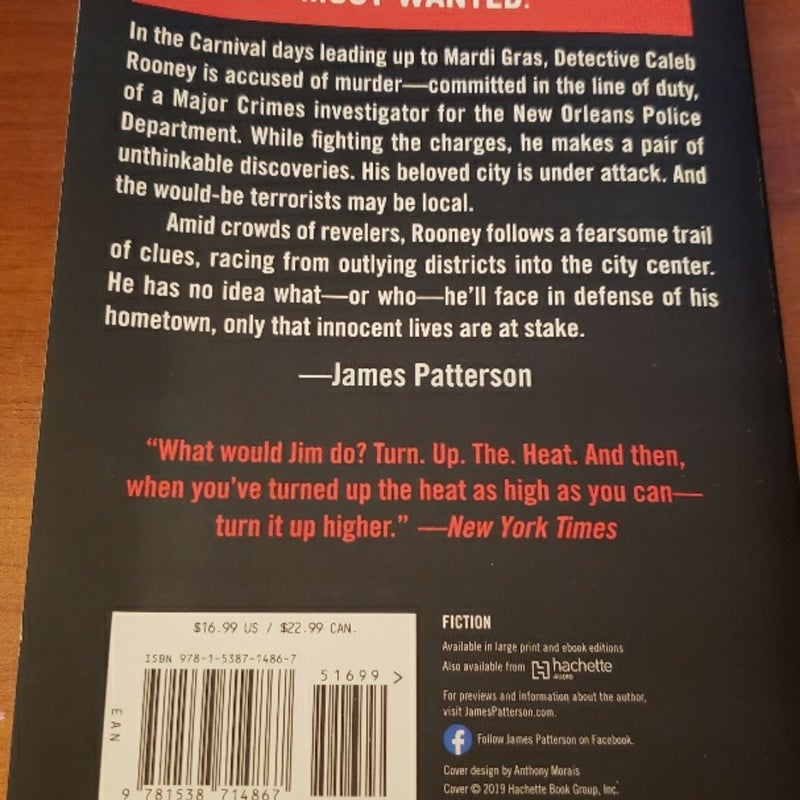 MOST WANTED.
In the Carnival days leading up to Mardi Gras, Detective Caleb
Rooney is accused of murder—committed in the line of duty,
of a Major Crimes investigator for the New Orleans Police
Department. While fighting the charges, he makes a pair of
unthinkable discoveries. His beloved city is under attack. And
the would-be terrorists may be local.
Amid crowds of revelers, Rooney follows a fearsome trail
of clues, racing from outlying districts into the city center.
He has no idea what—or who—he'll face in defense of his
hometown, only that innocent lives are at stake.
—James Patterson
“What would Jim do? Turn. Up. The. Heat. And then,
when you've turned up the heat as high as you can—
turn it up higher.” —New York Times
$16.99 US / $22.99 CAN.
ISBN 978-1-5387-1486-7
51699 >
EAN
9 781538 714867
FICTION
Available in large print and ebook editions
Also available from hachette
AUDIO
For previews and information about the author,
visit JamesPatterson.com.
f Follow James Patterson on Facebook.
Cover design by Anthony Morais
Cover © 2019 Hachette Book Group, Inc.